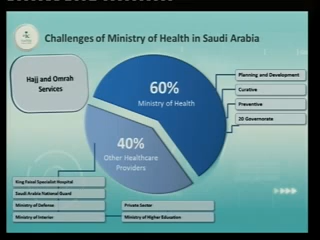 Challenges of Ministry of Health in Saudi Arabia
Hajj and Omrah
Services
60%
Ministry of Health
40%
Other Healthcare
Providers
Planning and Development
Curative
Preventive
20 Governorate
King Faisal Specialist Hospital
Saudi Arabia National Guard
Ministry of Defense
Ministry of Interior
Private Sector
Ministry of Higher Education